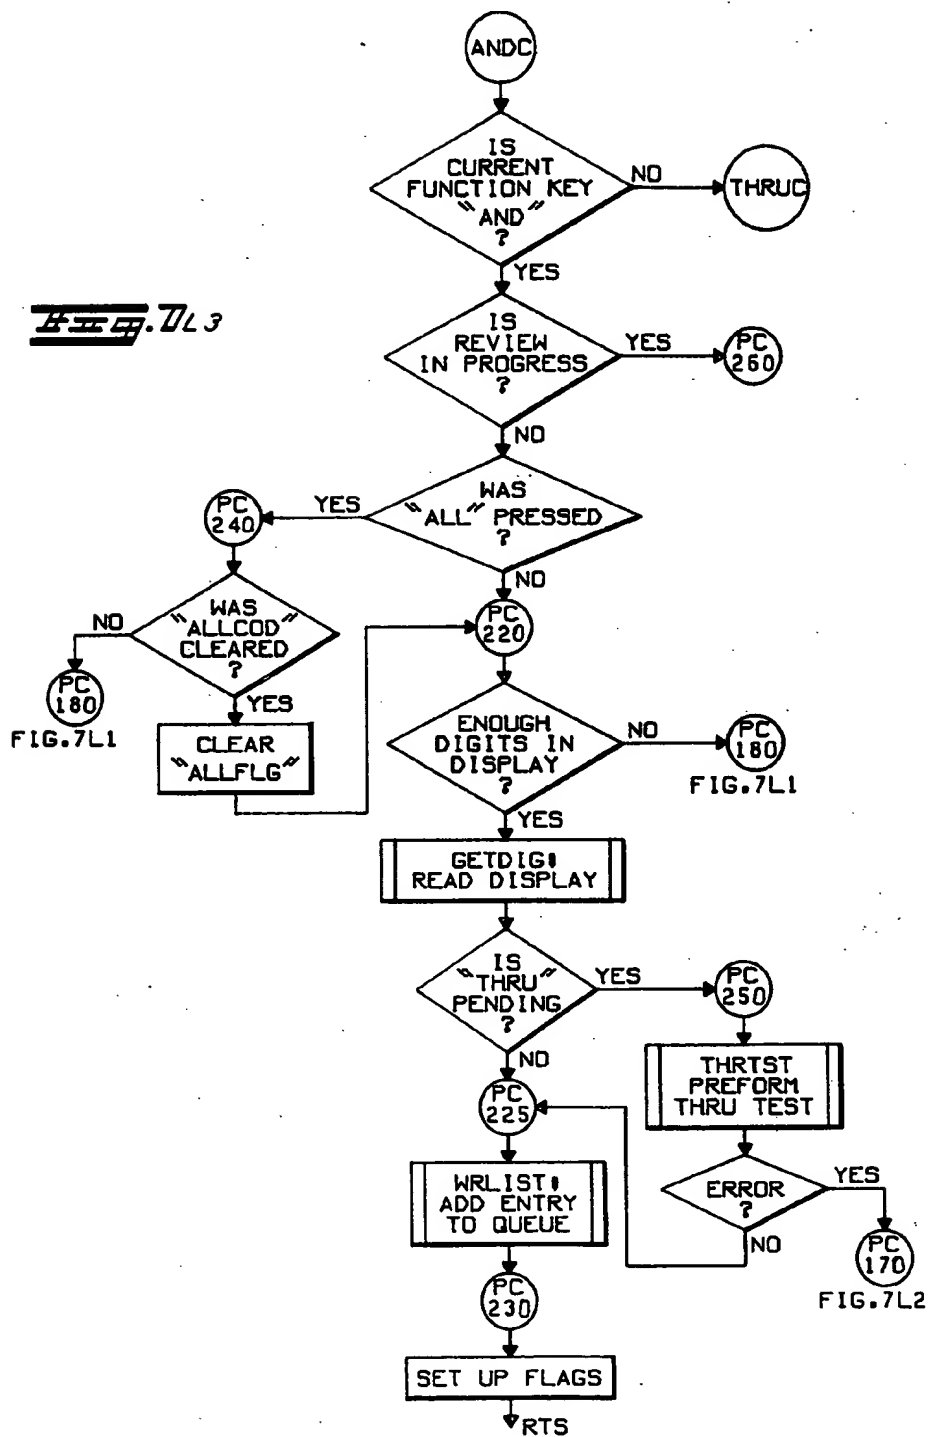 ANDC
IS
CURRENT
FUNCTION KEY
"AND"
?
NO
THRUC
YES
Fig. 7L3
IS
REVIEW
IN PROGRESS
?
YES
PC
260
NO
WAS
"ALL" PRESSED
?
YES
PC
240
NO
WAS
"ALLCOD"
CLEARED
?
NO
PC
180
FIG.7L1
YES
CLEAR
"ALLFLG"
PC
220
ENOUGH
DIGITS IN
DISPLAY
?
NO
PC
180
FIG.7L1
YES
GETDIG:
READ DISPLAY
IS
"THRU"
PENDING
?
YES
PC
250
NO
THRTST
PREFORM
THRU TEST
PC
225
ERROR
?
YES
PC
170
FIG.7L2
NO
WRLIST:
ADD ENTRY
TO QUEUE
PC
230
SET UP FLAGS
RTS